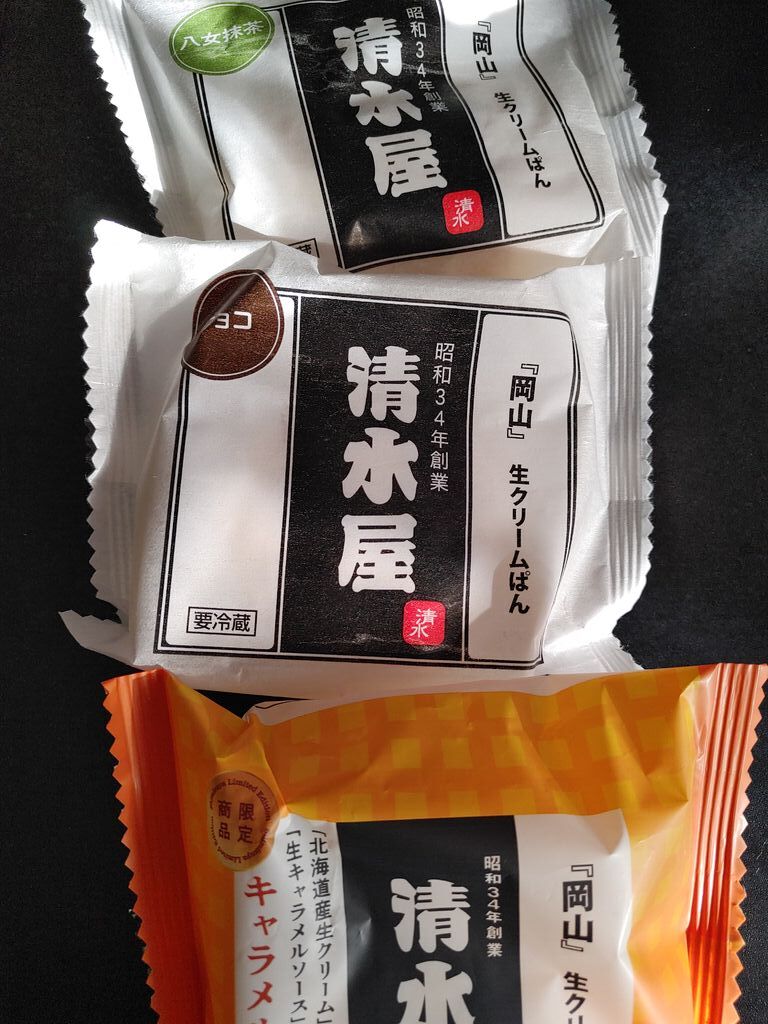 『岡山』 生クリームぱん
昭和34年創業
清水屋
清水
八女抹茶
『岡山』 生クリームぱん
昭和34年創業
清水屋
清水
ョコ
要冷蔵
『岡山』 生クリ
昭和34年創業
清水
「北海道産生クリーム」
「生キャラメルソース」
キャラメ
限定
商品
Limited Edition